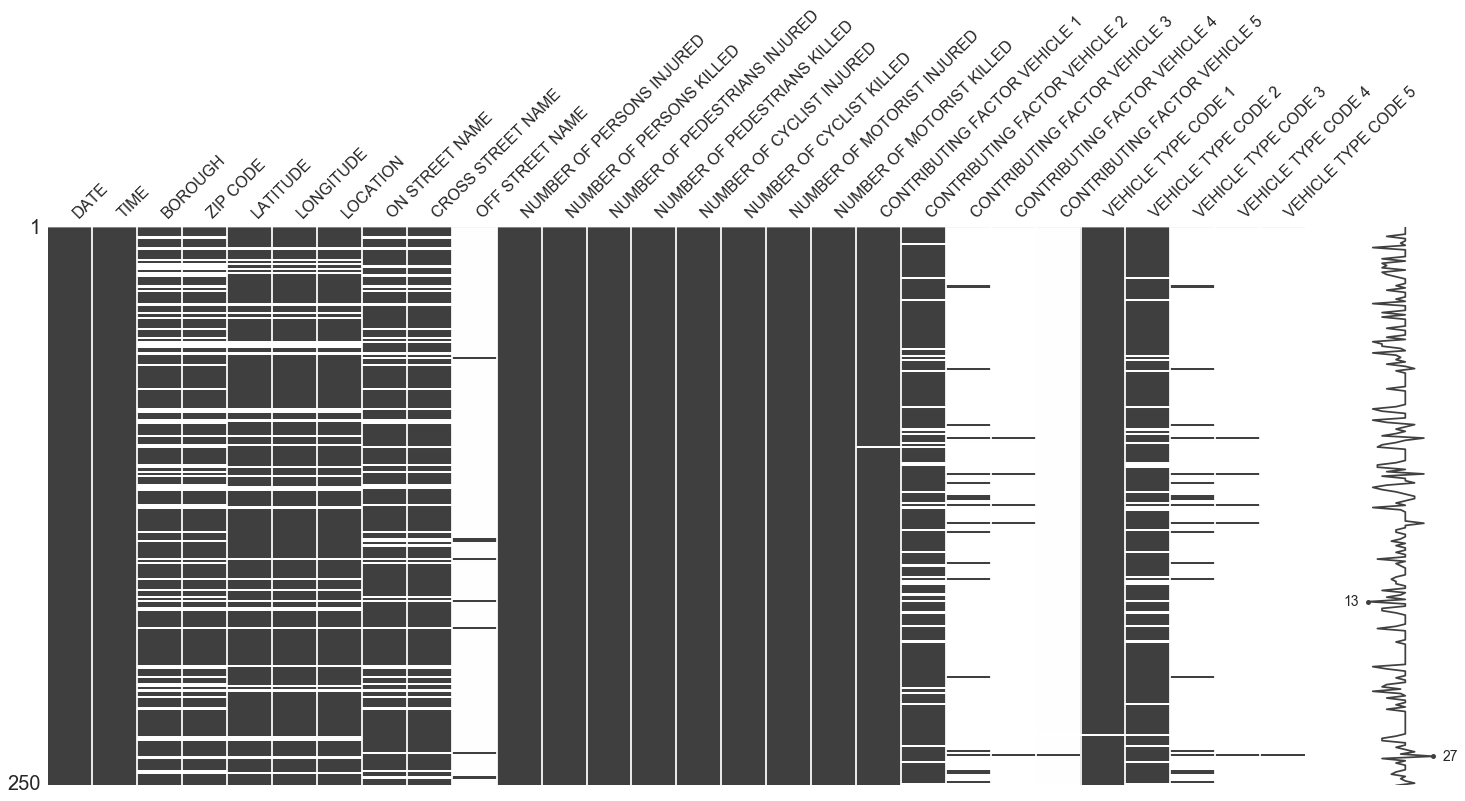 DATE
TIME
BOROUGH
ZIP CODE
LATITUDE
LONGITUDE
LOCATION
ON STREET NAME
CROSS STREET NAME
OFF STREET NAME
NUMBER OF PERSONS INJURED
NUMBER OF PERSONS KILLED
NUMBER OF PEDESTRIANS INJURED
NUMBER OF PEDESTRIANS KILLED
NUMBER OF CYCLIST INJURED
NUMBER OF CYCLIST KILLED
NUMBER OF MOTORIST INJURED
NUMBER OF MOTORIST KILLED
CONTRIBUTING FACTOR VEHICLE 1
CONTRIBUTING FACTOR VEHICLE 2
CONTRIBUTING FACTOR VEHICLE 3
CONTRIBUTING FACTOR VEHICLE 4
CONTRIBUTING FACTOR VEHICLE 5
VEHICLE TYPE CODE 1
VEHICLE TYPE CODE 2
VEHICLE TYPE CODE 3
VEHICLE TYPE CODE 4
VEHICLE TYPE CODE 5
1
13
27
250